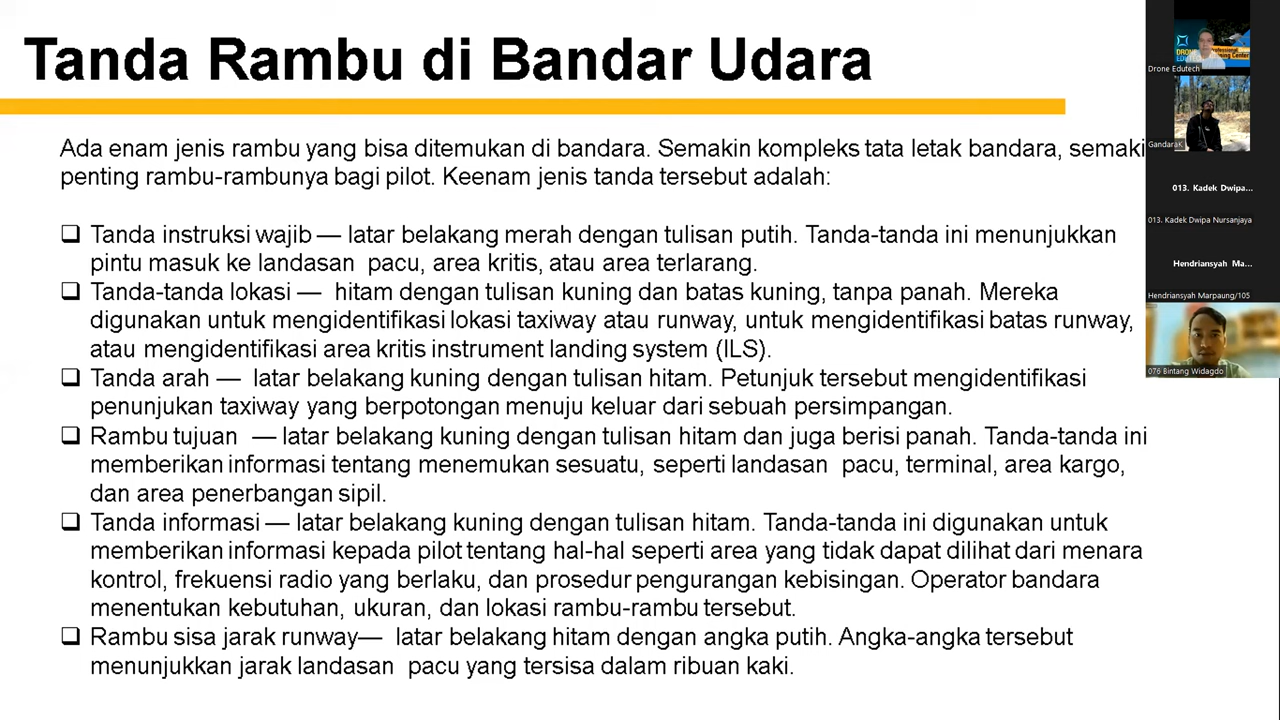 Tanda Rambu di Bandar Udara
Ada enam jenis rambu yang bisa ditemukan di bandara. Semakin kompleks tata letak bandara, semaki
penting rambu-rambunya bagi pilot. Keenam jenis tanda tersebut adalah:
Tanda instruksi wajib — latar belakang merah dengan tulisan putih. Tanda-tanda ini menunjukkan
pintu masuk ke landasan pacu, area kritis, atau area terlarang.
Tanda-tanda lokasi — hitam dengan tulisan kuning dan batas kuning, tanpa panah. Mereka
digunakan untuk mengidentifikasi lokasi taxiway atau runway, untuk mengidentifikasi batas runway,
atau mengidentifikasi area kritis instrument landing system (ILS).
Tanda arah — latar belakang kuning dengan tulisan hitam. Petunjuk tersebut mengidentifikasi
penunjukan taxiway yang berpotongan menuju keluar dari sebuah persimpangan.
Rambu tujuan — latar belakang kuning dengan tulisan hitam dan juga berisi panah. Tanda-tanda ini
memberikan informasi tentang menemukan sesuatu, seperti landasan pacu, terminal, area kargo,
dan area penerbangan sipil.
Tanda informasi — latar belakang kuning dengan tulisan hitam. Tanda-tanda ini digunakan untuk
memberikan informasi kepada pilot tentang hal-hal seperti area yang tidak dapat dilihat dari menara
kontrol, frekuensi radio yang berlaku, dan prosedur pengurangan kebisingan. Operator bandara
menentukan kebutuhan, ukuran, dan lokasi rambu-rambu tersebut.
Rambu sisa jarak runway— latar belakang hitam dengan angka putih. Angka-angka tersebut
menunjukkan jarak landasan pacu yang tersisa dalam ribuan kaki.
Drone Edutech
GandaraK
013. Kadek Dwipa...
013. Kadek Dwipa Nursanjaya
Hendriansyah Ma...
Hendriansyah Marpaung/105
076 Bintang Widagdo